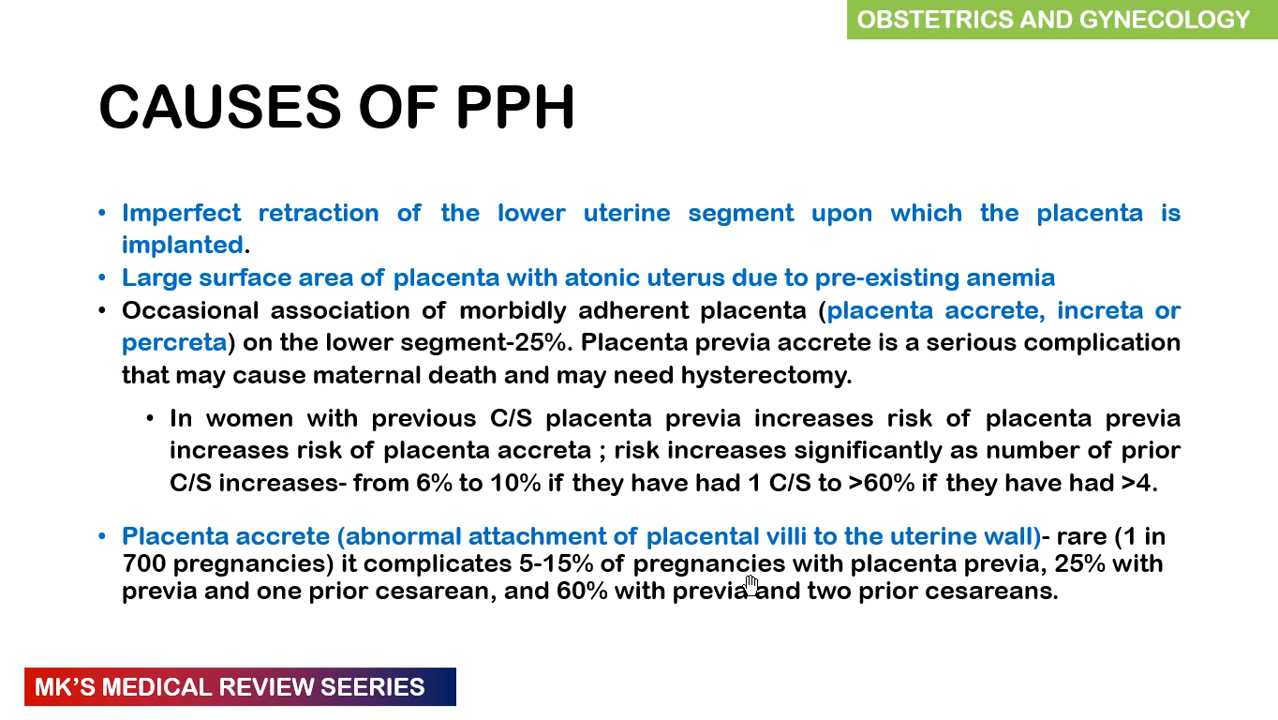 OBSTETRICS AND GYNECOLOGY
CAUSES OF PPH
• Imperfect retraction of the lower uterine segment upon which the placenta is
implanted.
• Large surface area of placenta with atonic uterus due to pre-existing anemia
• Occasional association of morbidly adherent placenta (placenta accrete, increta or
percreta) on the lower segment-25%. Placenta previa accrete is a serious complication
that may cause maternal death and may need hysterectomy.
• In women with previous C/S placenta previa increases risk of placenta previa
increases risk of placenta accreta ; risk increases significantly as number of prior
C/S increases- from 6% to 10% if they have had 1 C/S to >60% if they have had >4.
• Placenta accrete (abnormal attachment of placental villi to the uterine wall)- rare (1 in
700 pregnancies) it complicates 5-15% of pregnancies with placenta previa, 25% with
previa and one prior cesarean, and 60% with previa and two prior cesareans.
MK'S MEDICAL REVIEW SEERIES